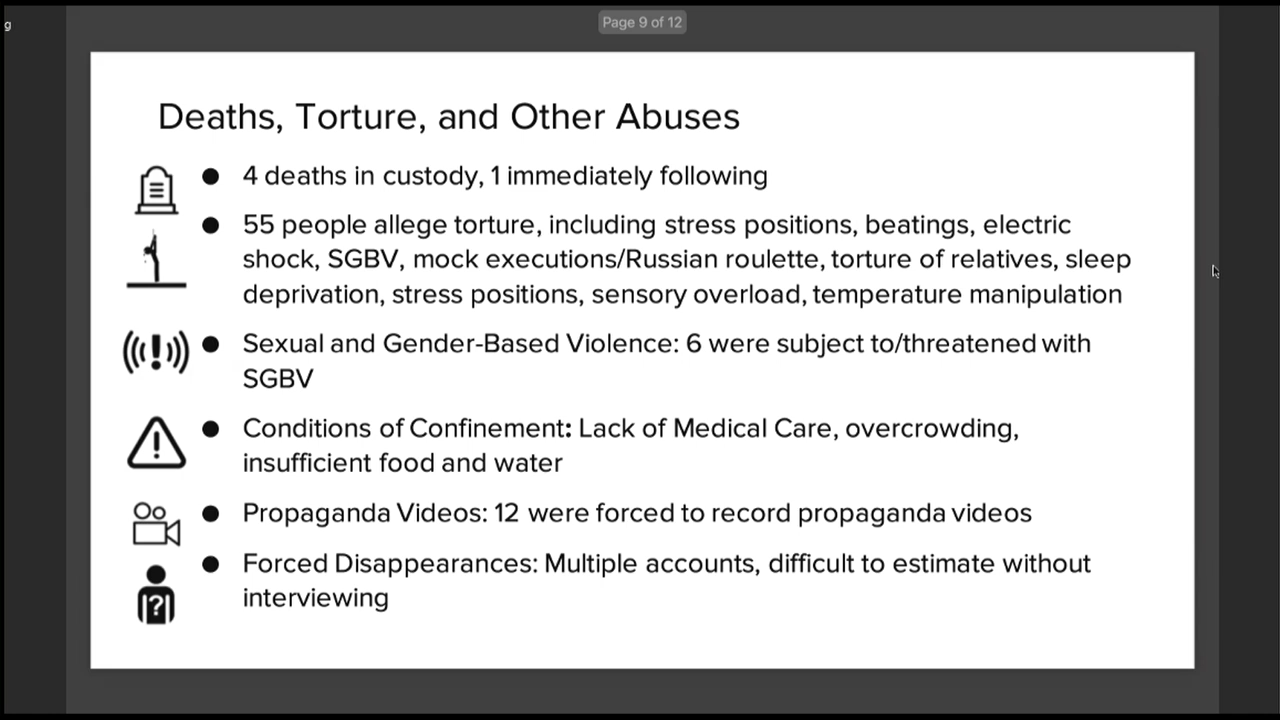 g
Page 9 of 12
Deaths, Torture, and Other Abuses
● 4 deaths in custody, 1 immediately following
● 55 people allege torture, including stress positions, beatings, electric
shock, SGBV, mock executions/Russian roulette, torture of relatives, sleep
deprivation, stress positions, sensory overload, temperature manipulation
● Sexual and Gender-Based Violence: 6 were subject to/threatened with
SGBV
● Conditions of Confinement: Lack of Medical Care, overcrowding,
insufficient food and water
● Propaganda Videos: 12 were forced to record propaganda videos
● Forced Disappearances: Multiple accounts, difficult to estimate without
interviewing